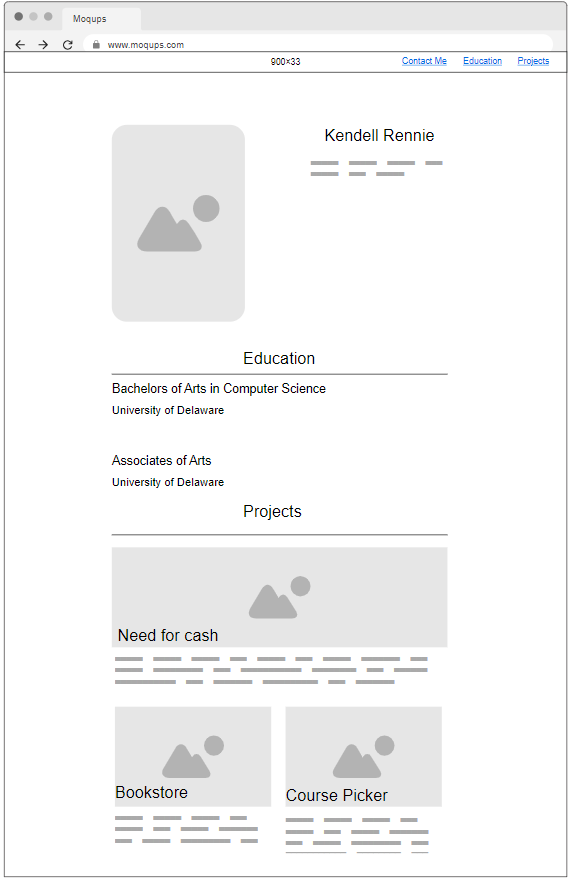 Moqups
www.moqups.com
900×33
Contact Me
Education
Projects
Kendell Rennie
Education
Bachelors of Arts in Computer Science
University of Delaware
Associates of Arts
University of Delaware
Projects
Need for cash
Bookstore
Course Picker